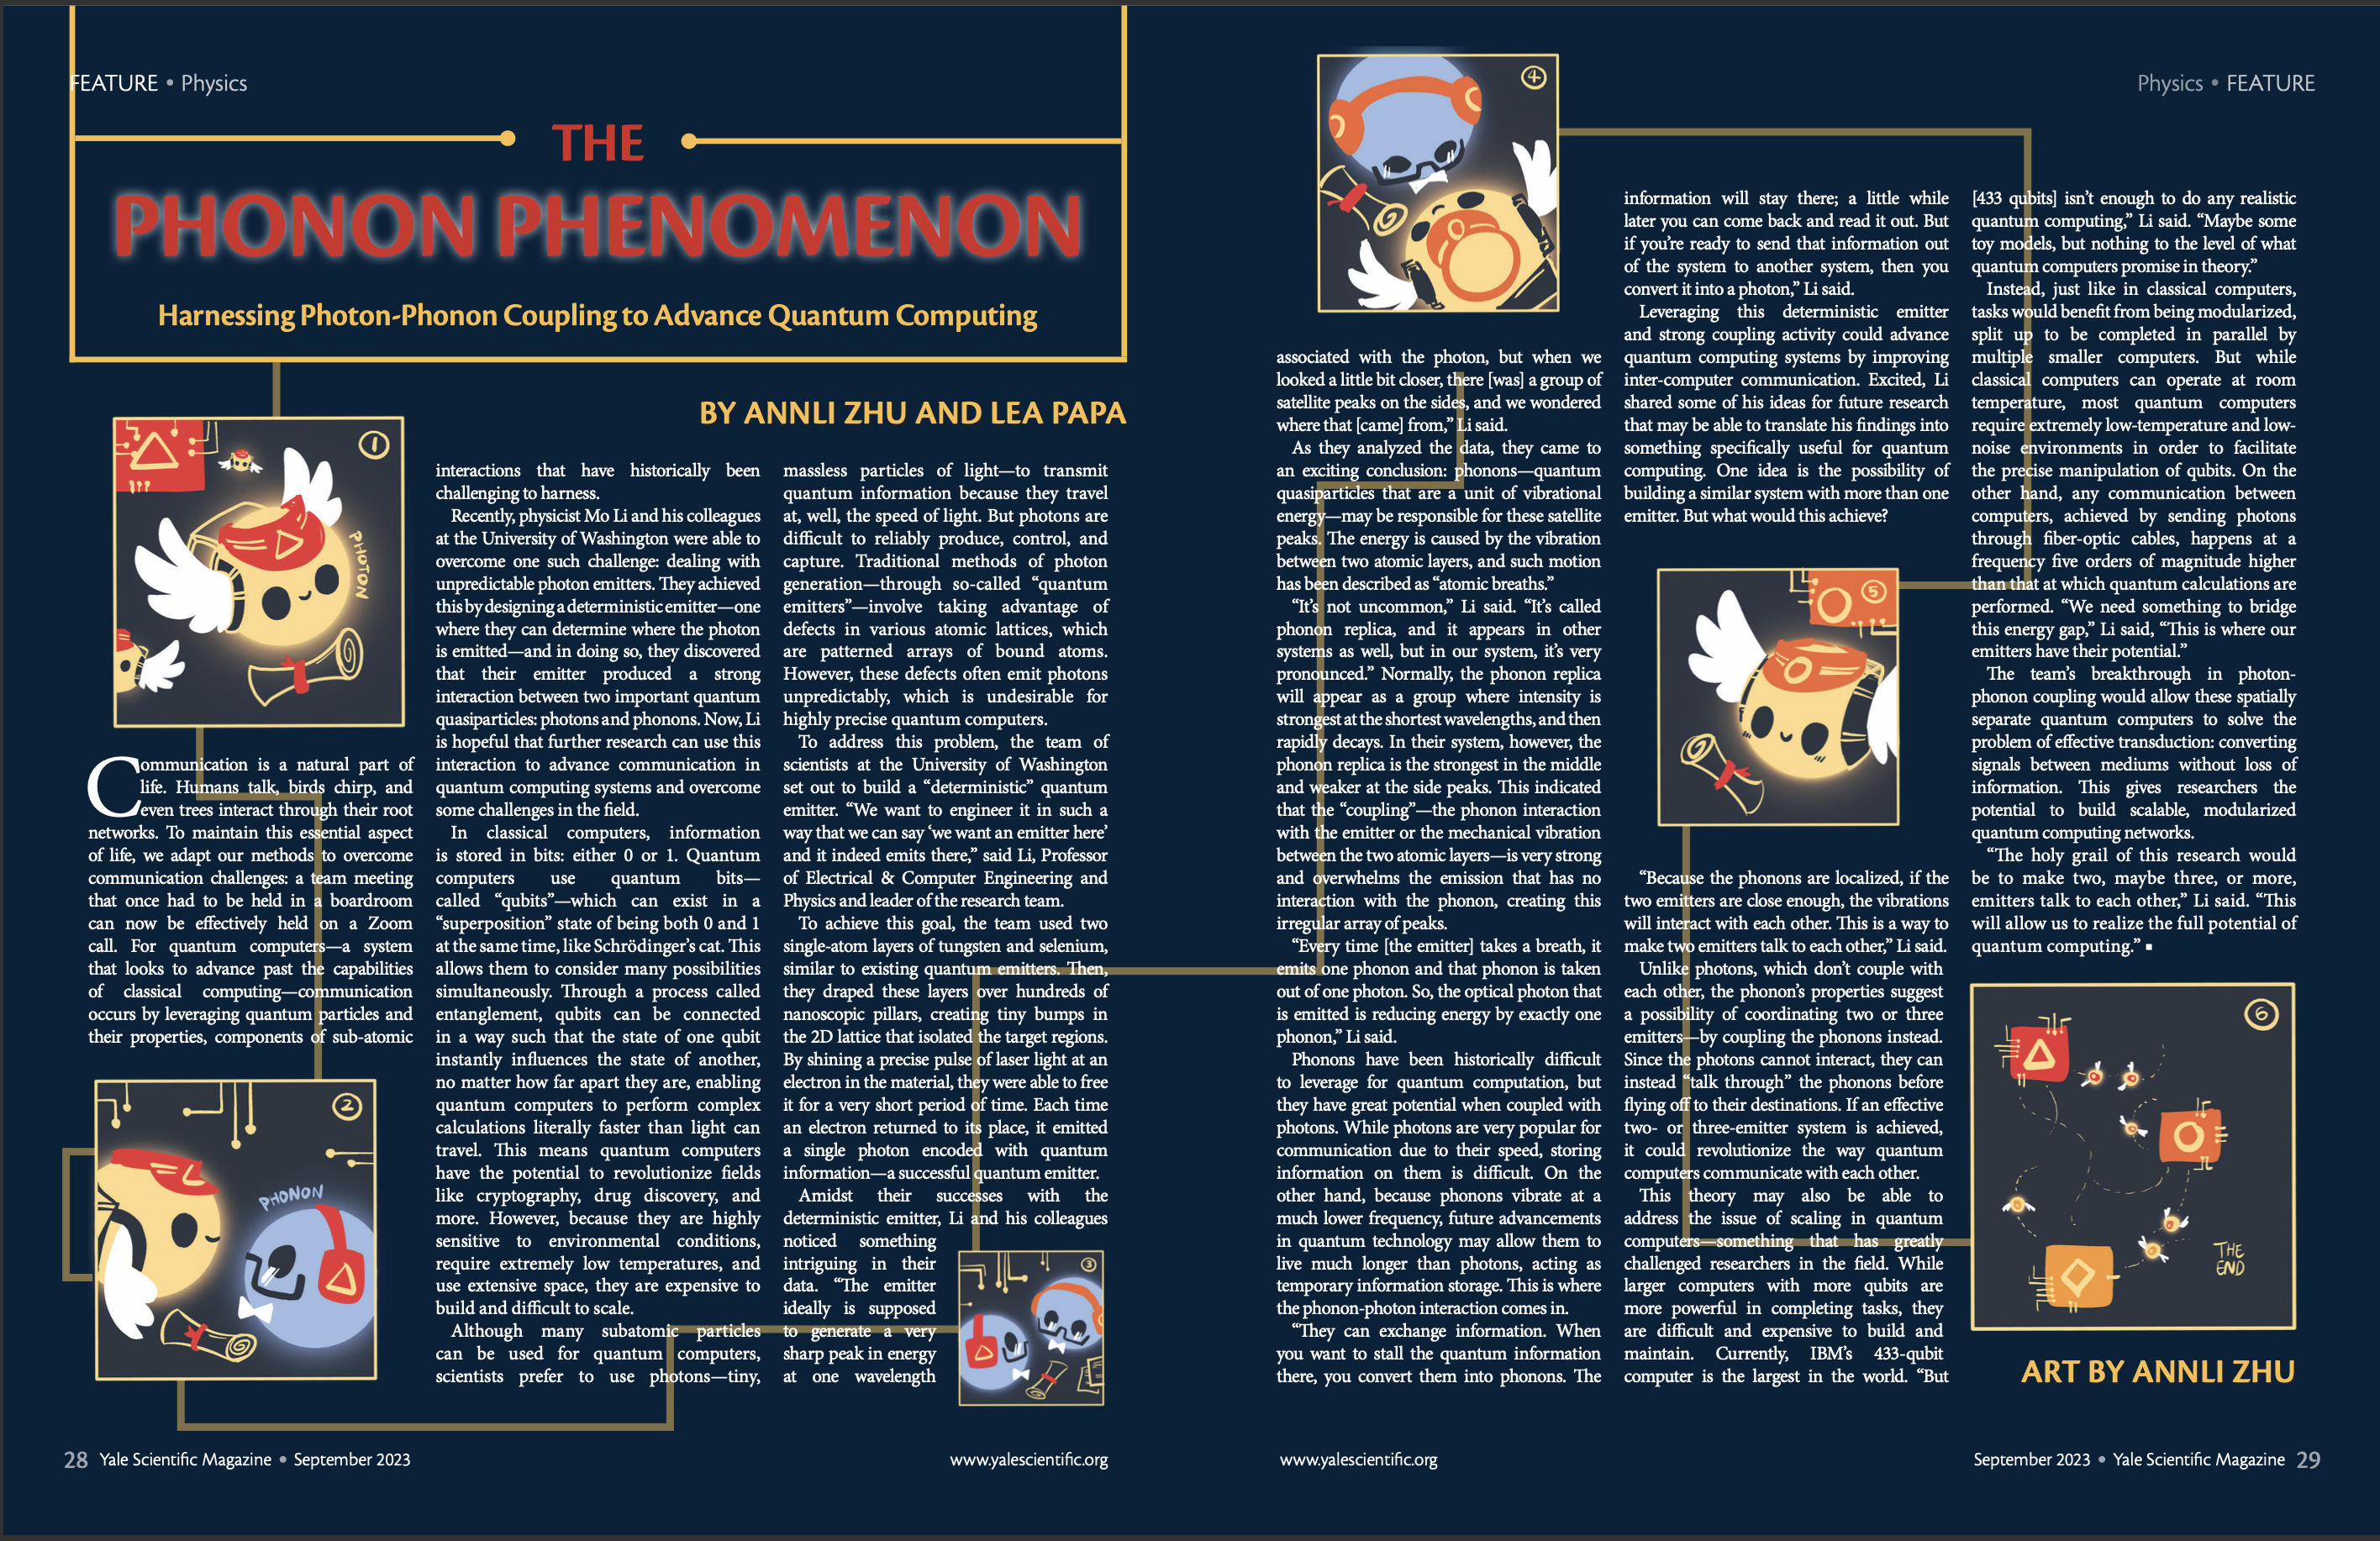 FEATURE • Physics
THE
PHONON PHENOMENON
Harnessing Photon-Phonon Coupling to Advance Quantum Computing
BY ANNLI ZHU AND LEA PAPA
1
PHOTON
Communication is a natural part of
life. Humans talk, birds chirp, and
even trees interact through their root
networks. To maintain this essential aspect
of life, we adapt our methods to overcome
communication challenges: a team meeting
that once had to be held in a boardroom
can now be effectively held on a Zoom
call. For quantum computers—a system
that looks to advance past the capabilities
of classical computing—communication
occurs by leveraging quantum particles and
their properties, components of sub-atomic
2
PHONON
interactions that have historically been
challenging to harness.
Recently, physicist Mo Li and his colleagues
at the University of Washington were able to
overcome one such challenge: dealing with
unpredictable photon emitters. They achieved
this by designing a deterministic emitter—one
where they can determine where the photon
is emitted—and in doing so, they discovered
that their emitter produced a strong
interaction between two important quantum
quasiparticles: photons and phonons. Now, Li
is hopeful that further research can use this
interaction to advance communication in
quantum computing systems and overcome
some challenges in the field.
In classical computers, information
is stored in bits: either 0 or 1. Quantum
computers use quantum bits—
called “qubits”—which can exist in a
“superposition” state of being both 0 and 1
at the same time, like Schrödinger’s cat. This
allows them to consider many possibilities
simultaneously. Through a process called
entanglement, qubits can be connected
in a way such that the state of one qubit
instantly influences the state of another,
no matter how far apart they are, enabling
quantum computers to perform complex
calculations literally faster than light can
travel. This means quantum computers
have the potential to revolutionize fields
like cryptography, drug discovery, and
more. However, because they are highly
sensitive to environmental conditions,
require extremely low temperatures, and
use extensive space, they are expensive to
build and difficult to scale.
Although many subatomic particles
can be used for quantum computers,
scientists prefer to use photons—tiny,
massless particles of light—to transmit
quantum information because they travel
at, well, the speed of light. But photons are
difficult to reliably produce, control, and
capture. Traditional methods of photon
generation—through so-called “quantum
emitters”—involve taking advantage of
defects in various atomic lattices, which
are patterned arrays of bound atoms.
However, these defects often emit photons
unpredictably, which is undesirable for
highly precise quantum computers.
To address this problem, the team of
scientists at the University of Washington
set out to build a “deterministic” quantum
emitter. “We want to engineer it in such a
way that we can say ‘we want an emitter here’
and it indeed emits there,” said Li, Professor
of Electrical & Computer Engineering and
Physics and leader of the research team.
To achieve this goal, the team used two
single-atom layers of tungsten and selenium,
similar to existing quantum emitters. Then,
they draped these layers over hundreds of
nanoscopic pillars, creating tiny bumps in
the 2D lattice that isolated the target regions.
By shining a precise pulse of laser light at an
electron in the material, they were able to free
it for a very short period of time. Each time
an electron returned to its place, it emitted
a single photon encoded with quantum
information—a successful quantum emitter.
Amidst their successes with the
deterministic emitter, Li and his colleagues
noticed something
intriguing in their
data. “The emitter
ideally is supposed
to generate a very
sharp peak in energy
at one wavelength
3
28 Yale Scientific Magazine • September 2023
www.yalescientific.org
Physics • FEATURE
4
associated with the photon, but when we
looked a little bit closer, there [was] a group of
satellite peaks on the sides, and we wondered
where that [came] from,” Li said.
As they analyzed the data, they came to
an exciting conclusion: phonons—quantum
quasiparticles that are a unit of vibrational
energy—may be responsible for these satellite
peaks. The energy is caused by the vibration
between two atomic layers, and such motion
has been described as “atomic breaths.”
“It’s not uncommon,” Li said. “It’s called
phonon replica, and it appears in other
systems as well, but in our system, it’s very
pronounced.” Normally, the phonon replica
will appear as a group where intensity is
strongest at the shortest wavelengths, and then
rapidly decays. In their system, however, the
phonon replica is the strongest in the middle
and weaker at the side peaks. This indicated
that the “coupling”—the phonon interaction
with the emitter or the mechanical vibration
between the two atomic layers—is very strong
and overwhelms the emission that has no
interaction with the phonon, creating this
irregular array of peaks.
“Every time [the emitter] takes a breath, it
emits one phonon and that phonon is taken
out of one photon. So, the optical photon that
is emitted is reducing energy by exactly one
phonon,” Li said.
Phonons have been historically difficult
to leverage for quantum computation, but
they have great potential when coupled with
photons. While photons are very popular for
communication due to their speed, storing
information on them is difficult. On the
other hand, because phonons vibrate at a
much lower frequency, future advancements
in quantum technology may allow them to
live much longer than photons, acting as
temporary information storage. This is where
the phonon-photon interaction comes in.
“They can exchange information. When
you want to stall the quantum information
there, you convert them into phonons. The
information will stay there; a little while
later you can come back and read it out. But
if you’re ready to send that information out
of the system to another system, then you
convert it into a photon,” Li said.
Leveraging this deterministic emitter
and strong coupling activity could advance
quantum computing systems by improving
inter-computer communication. Excited, Li
shared some of his ideas for future research
that may be able to translate his findings into
something specifically useful for quantum
computing. One idea is the possibility of
building a similar system with more than one
emitter. But what would this achieve?
5
“Because the phonons are localized, if the
two emitters are close enough, the vibrations
will interact with each other. This is a way to
make two emitters talk to each other,” Li said.
Unlike photons, which don’t couple with
each other, the phonon’s properties suggest
a possibility of coordinating two or three
emitters—by coupling the phonons instead.
Since the photons cannot interact, they can
instead “talk through” the phonons before
flying off to their destinations. If an effective
two- or three-emitter system is achieved,
it could revolutionize the way quantum
computers communicate with each other.
This theory may also be able to
address the issue of scaling in quantum
computers—something that has greatly
challenged researchers in the field. While
larger computers with more qubits are
more powerful in completing tasks, they
are difficult and expensive to build and
maintain. Currently, IBM’s 433-qubit
computer is the largest in the world. “But
[433 qubits] isn’t enough to do any realistic
quantum computing,” Li said. “Maybe some
toy models, but nothing to the level of what
quantum computers promise in theory.”
Instead, just like in classical computers,
tasks would benefit from being modularized,
split up to be completed in parallel by
multiple smaller computers. But while
classical computers can operate at room
temperature, most quantum computers
require extremely low-temperature and low-
noise environments in order to facilitate
the precise manipulation of qubits. On the
other hand, any communication between
computers, achieved by sending photons
through fiber-optic cables, happens at a
frequency five orders of magnitude higher
than that at which quantum calculations are
performed. “We need something to bridge
this energy gap,” Li said, “This is where our
emitters have their potential.”
The team’s breakthrough in photon-
phonon coupling would allow these spatially
separate quantum computers to solve the
problem of effective transduction: converting
signals between mediums without loss of
information. This gives researchers the
potential to build scalable, modularized
quantum computing networks.
“The holy grail of this research would
be to make two, maybe three, or more,
emitters talk to each other,” Li said. “This
will allow us to realize the full potential of
quantum computing.” ▪
6
THE
END
ART BY ANNLI ZHU
www.yalescientific.org
September 2023 • Yale Scientific Magazine 29